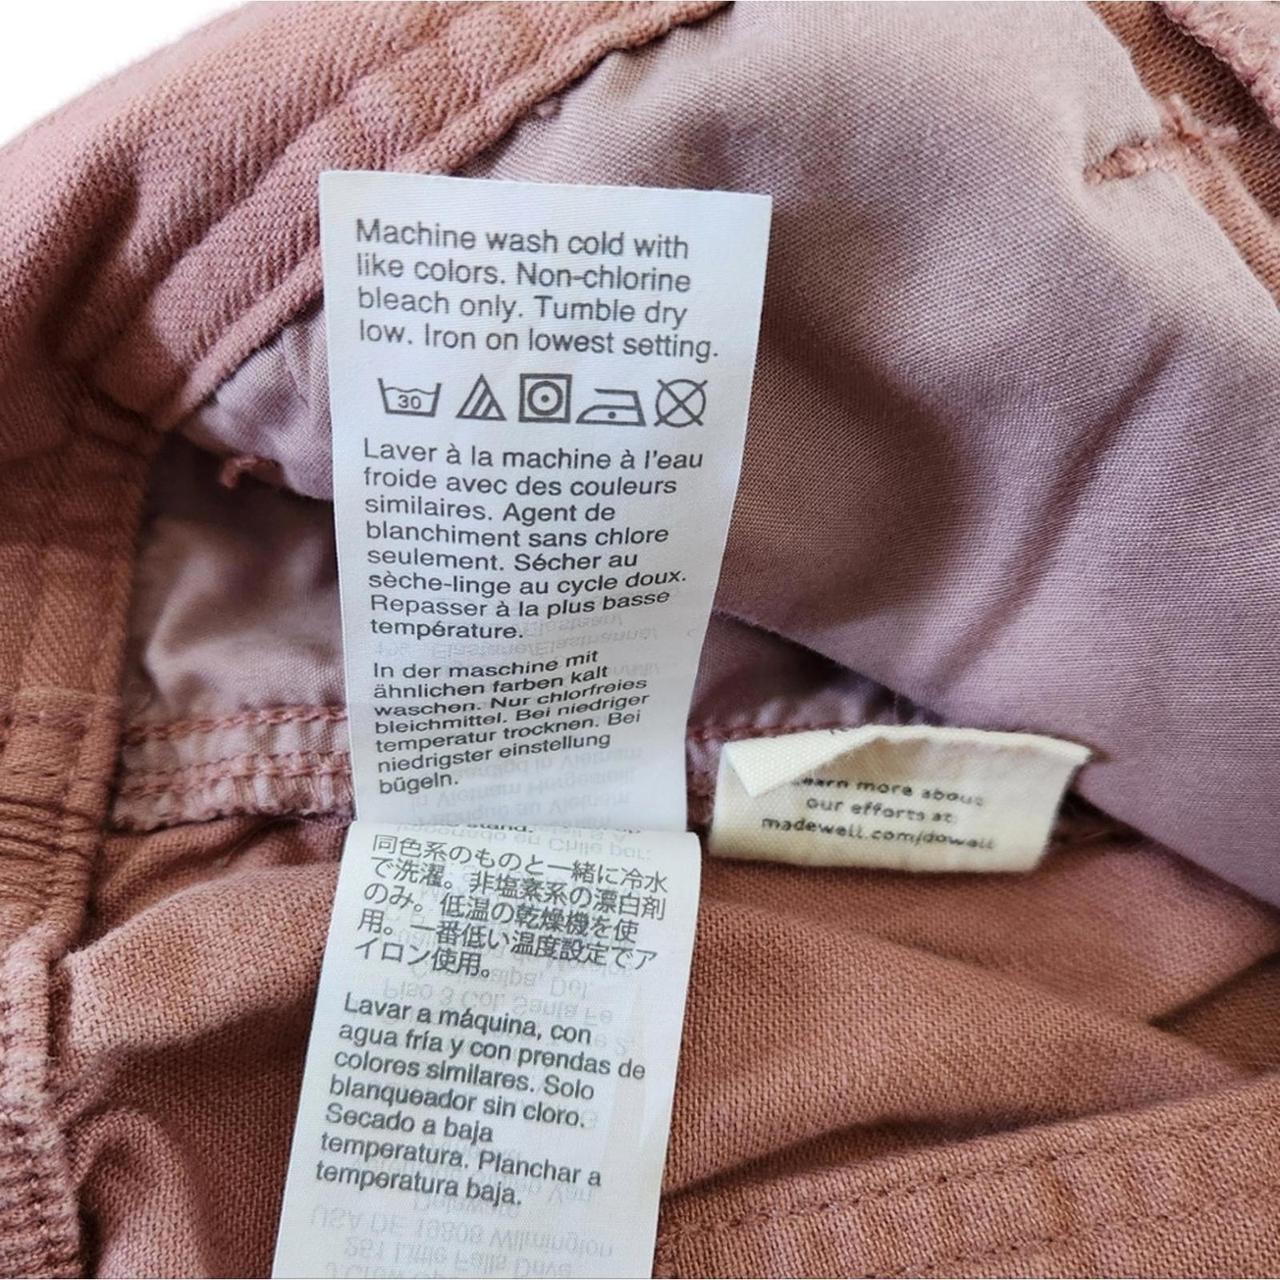 Machine wash cold with
like colors. Non-chlorine
bleach only. Tumble dry
low. Iron on lowest setting.
30
Laver à la machine à l'eau
froide avec des couleurs
similaires. Agent de
blanchiment sans chlore
seulement. Sécher au
sèche-linge au cycle doux.
Repasser à la plus basse
température.
In der maschine mit
ähnlichen farben kalt
waschen. Nur chlorfreies
bleichmittel. Bei niedriger
temperatur trocknen. Bei
niedrigster einstellung
bügeln.
同色系のものと一緒に冷水
で洗濯。非塩素系の漂白剤
のみ。低温の乾燥機を使
用。一番低い温度設定でア
イロン使用。
Lavar a máquina, con
agua fría y con prendas de
colores similares. Solo
blanqueador sin cloro.
Secado a baja
temperatura. Planchar a
temperatura baja.
Learn more about
our efforts at
madewell.com/dowell